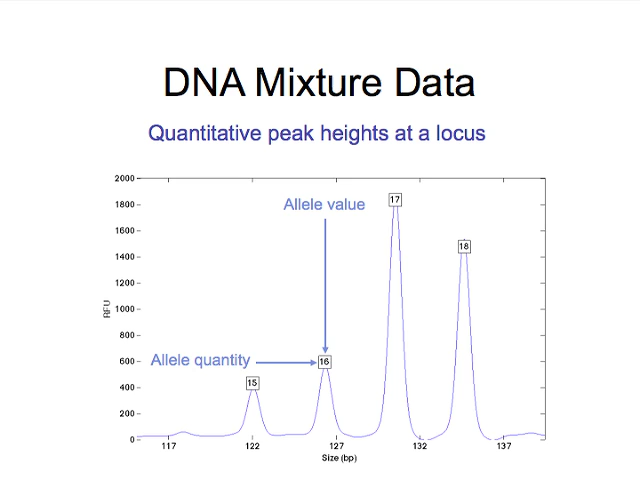 DNA Mixture Data
Quantitative peak heights at a locus
2000
1800
1600
1400
1200
1000
800
600
400
200
0
RFU
Allele value
17
18
Allele quantity
16
15
117 122 127 132 137
Size (bp)